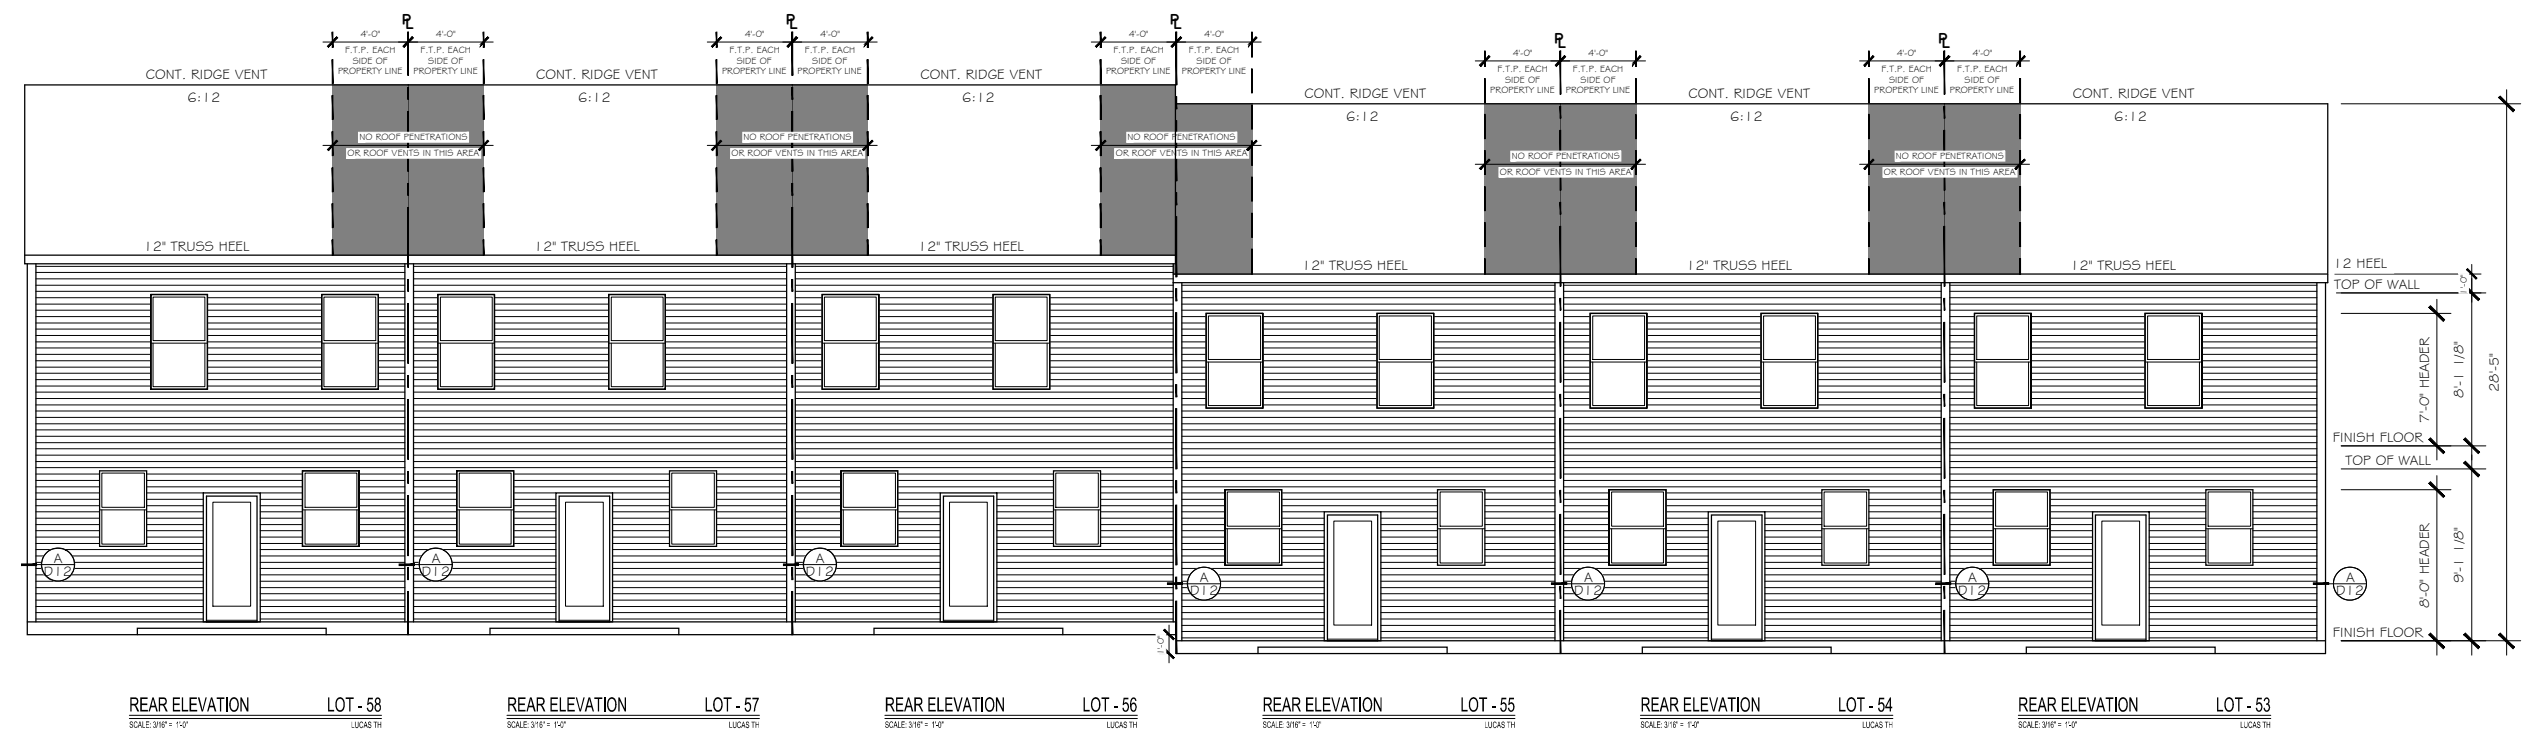 ℄ ℄ ℄
4'-0" 4'-0" 4'-0" 4'-0" 4'-0" 4'-0"
F.T.P. EACH F.T.P. EACH F.T.P. EACH F.T.P. EACH F.T.P. EACH F.T.P. EACH
SIDE OF SIDE OF SIDE OF SIDE OF SIDE OF SIDE OF
PROPERTY LINE PROPERTY LINE PROPERTY LINE PROPERTY LINE PROPERTY LINE PROPERTY LINE
PL PL
4'-0" 4'-0" 4'-0" 4'-0"
F.T.P. EACH F.T.P. EACH F.T.P. EACH F.T.P. EACH
SIDE OF SIDE OF SIDE OF SIDE OF
PROPERTY LINE PROPERTY LINE PROPERTY LINE PROPERTY LINE
CONT. RIDGE VENT CONT. RIDGE VENT CONT. RIDGE VENT
6:12 6:12 6:12
CONT. RIDGE VENT CONT. RIDGE VENT CONT. RIDGE VENT
6:12 6:12 6:12
NO ROOF PENETRATIONS NO ROOF PENETRATIONS NO ROOF PENETRATIONS
OR ROOF VENTS IN THIS AREA OR ROOF VENTS IN THIS AREA OR ROOF VENTS IN THIS AREA
NO ROOF PENETRATIONS NO ROOF PENETRATIONS
OR ROOF VENTS IN THIS AREA OR ROOF VENTS IN THIS AREA
12" TRUSS HEEL 12" TRUSS HEEL 12" TRUSS HEEL
12" TRUSS HEEL 12" TRUSS HEEL 12" TRUSS HEEL
12 HEEL
TOP OF WALL
1'-0"
7'-0" HEADER
8'-1 1/8"
28'-5"
FINISH FLOOR
TOP OF WALL
8'-0" HEADER
9'-1 1/8"
FINISH FLOOR
A A A
D12 D12 D12
A A A A
D12 D12 D12 D12
1'-0"
REAR ELEVATION LOT - 58
SCALE: 3/16" = 1'-0" LUCAS TH
REAR ELEVATION LOT - 57
SCALE: 3/16" = 1'-0" LUCAS TH
REAR ELEVATION LOT - 56
SCALE: 3/16" = 1'-0" LUCAS TH
REAR ELEVATION LOT - 55
SCALE: 3/16" = 1'-0" LUCAS TH
REAR ELEVATION LOT - 54
SCALE: 3/16" = 1'-0" LUCAS TH
REAR ELEVATION LOT - 53
SCALE: 3/16" = 1'-0" LUCAS TH